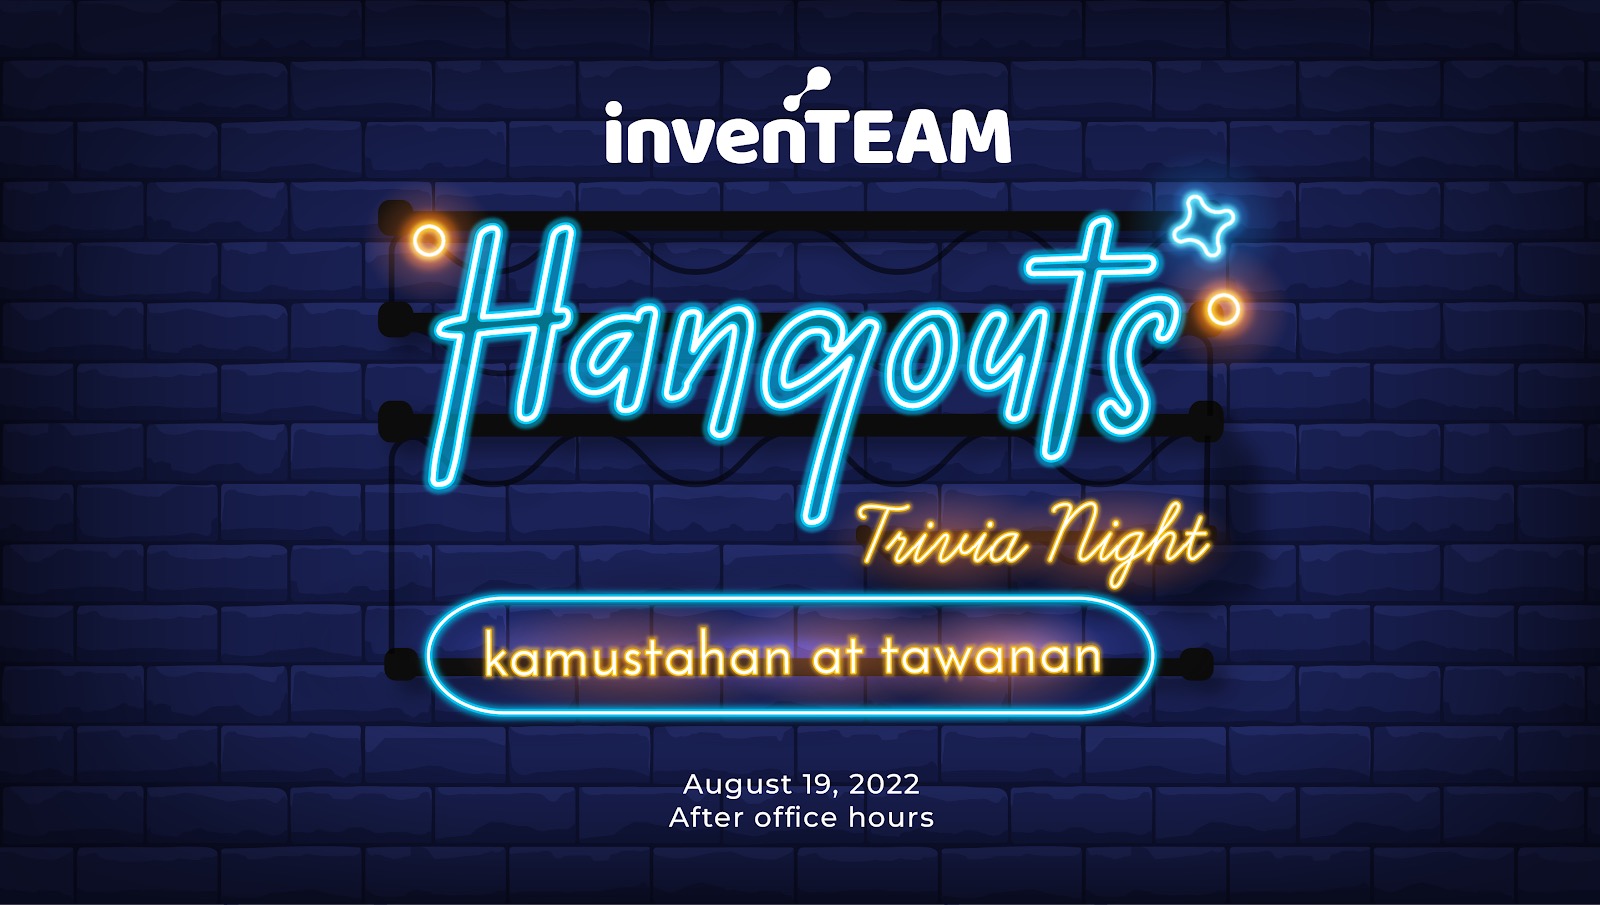 invenTEAM
Hangouts
Trivia Night
kamustahan at tawanan
August 19, 2022
After office hours